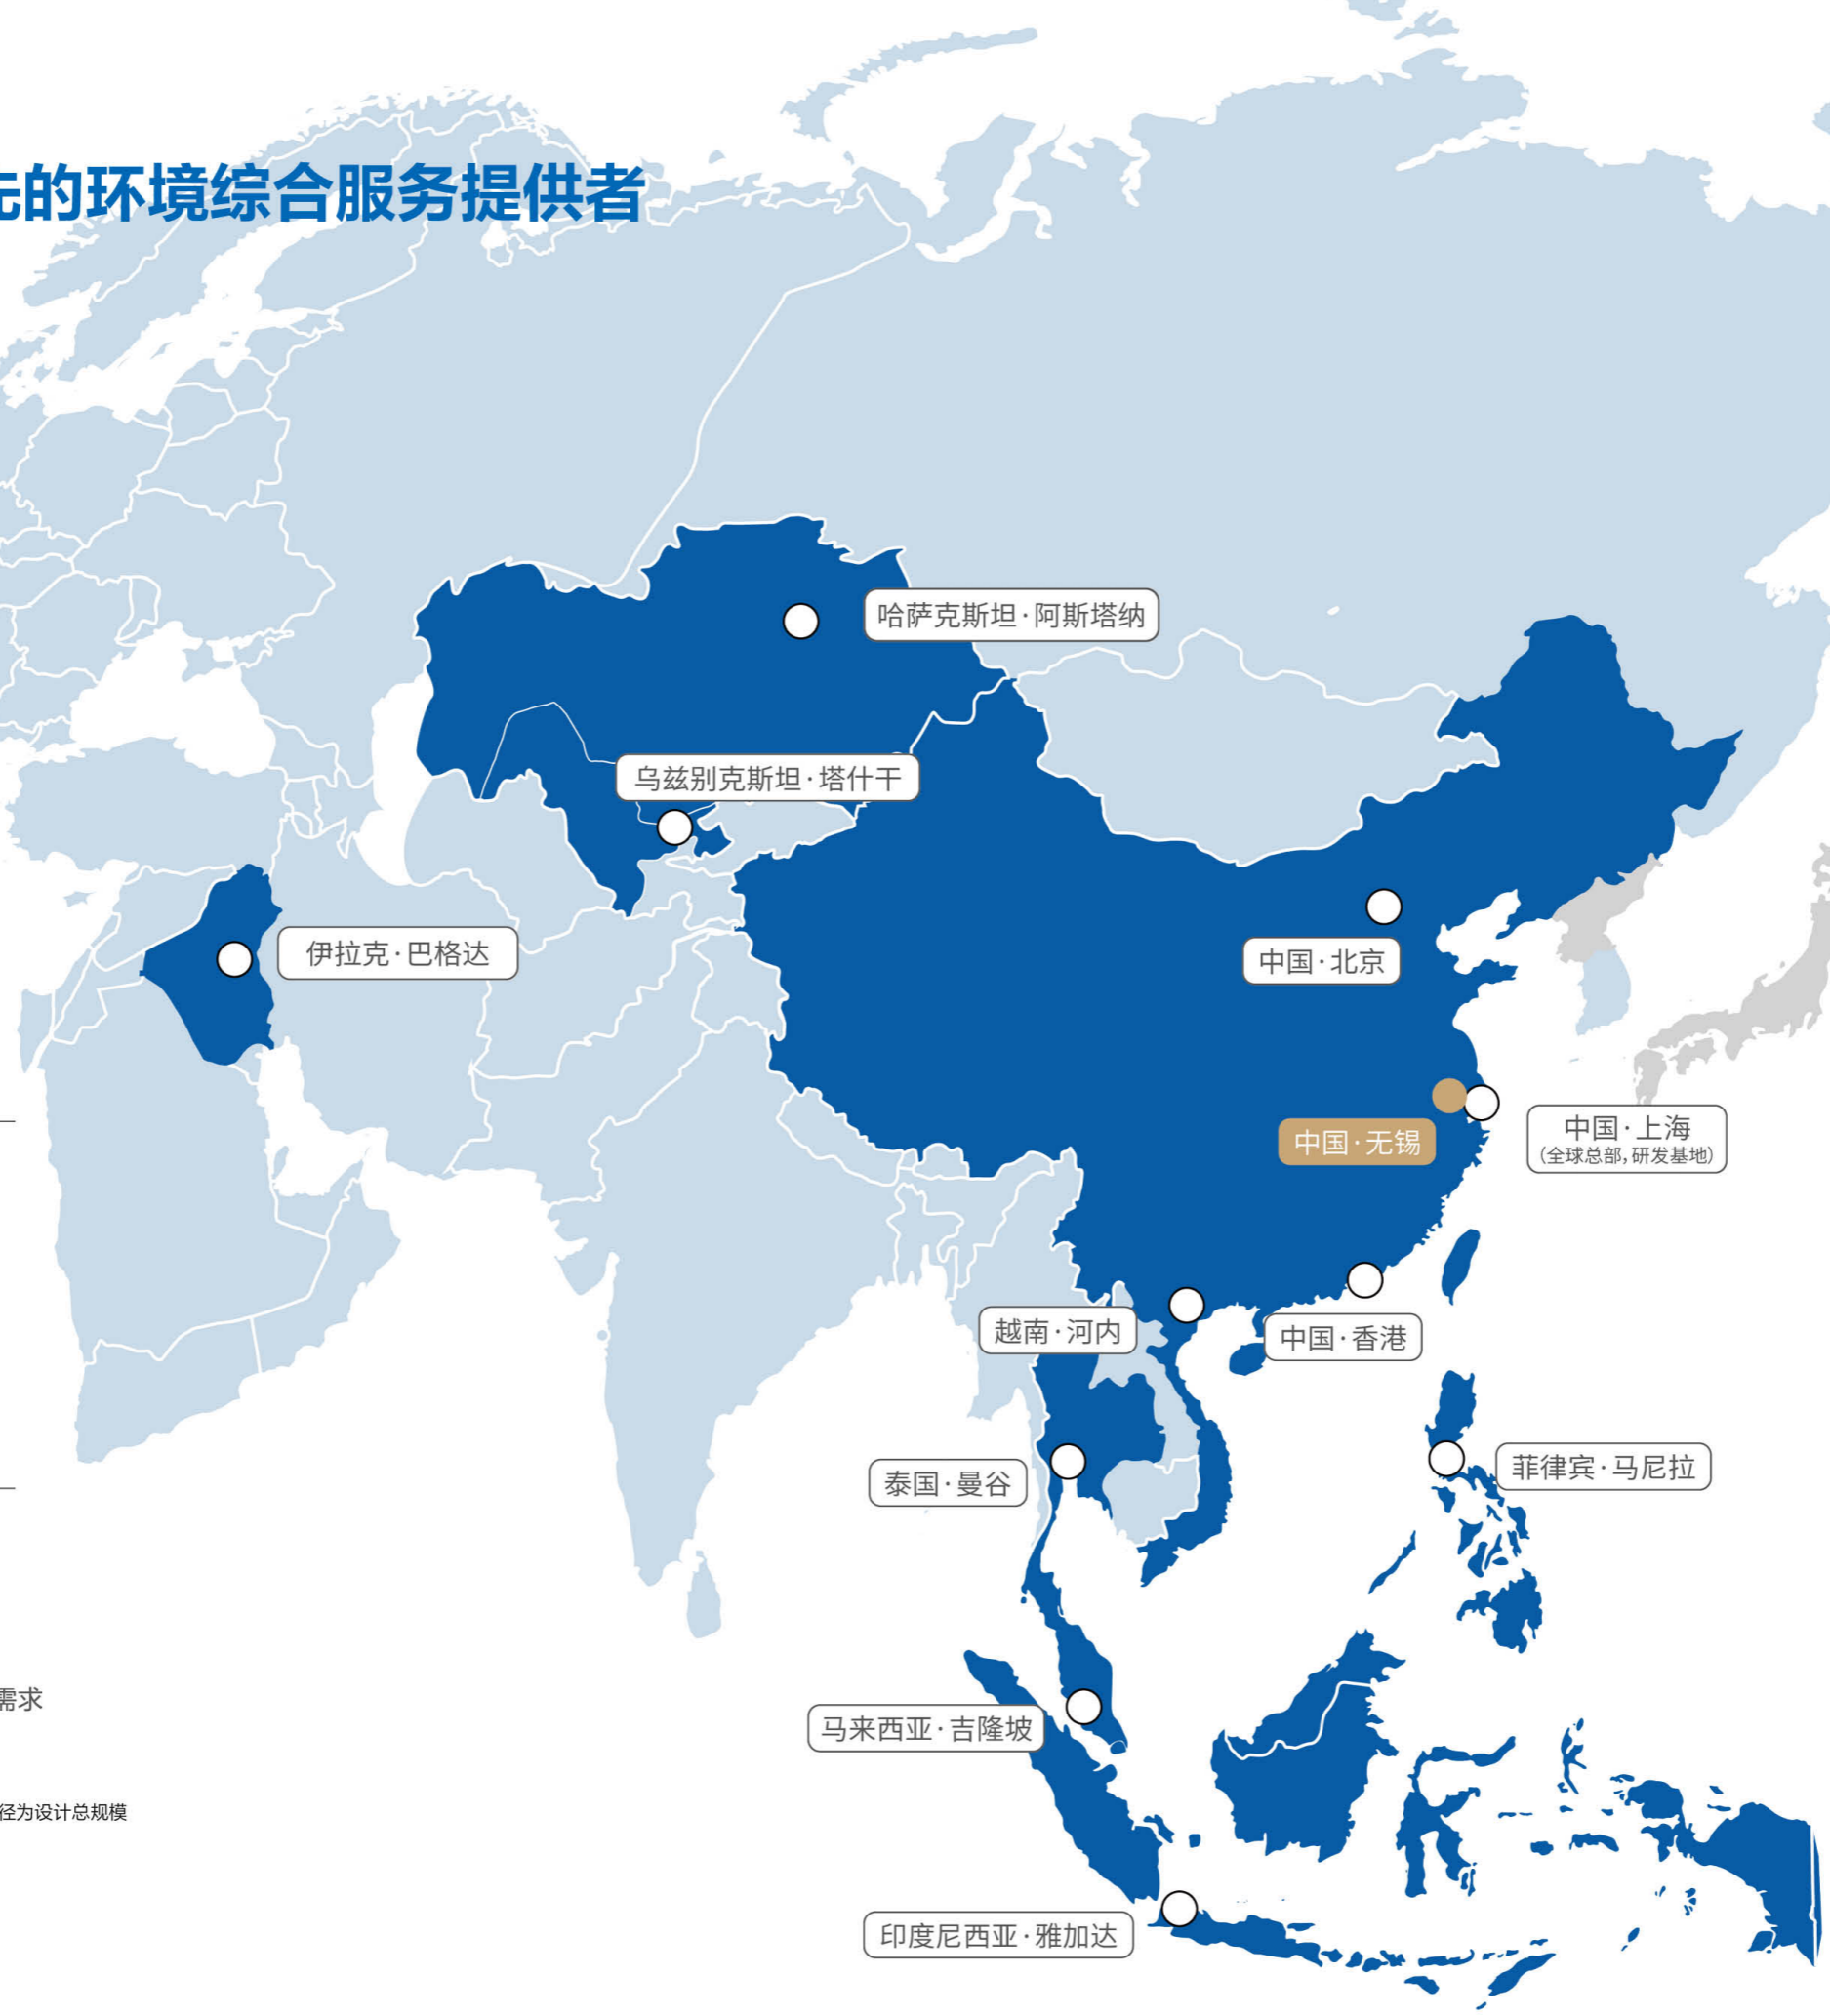 的环境综合服务提供者
哈萨克斯坦·阿斯塔纳
乌兹别克斯坦·塔什干
伊拉克·巴格达
中国·北京
中国·无锡
中国·上海
(全球总部,研发基地)
越南·河内
中国·香港
泰国·曼谷
菲律宾·马尼拉
需求
马来西亚·吉隆坡
径为设计总规模
印度尼西亚·雅加达